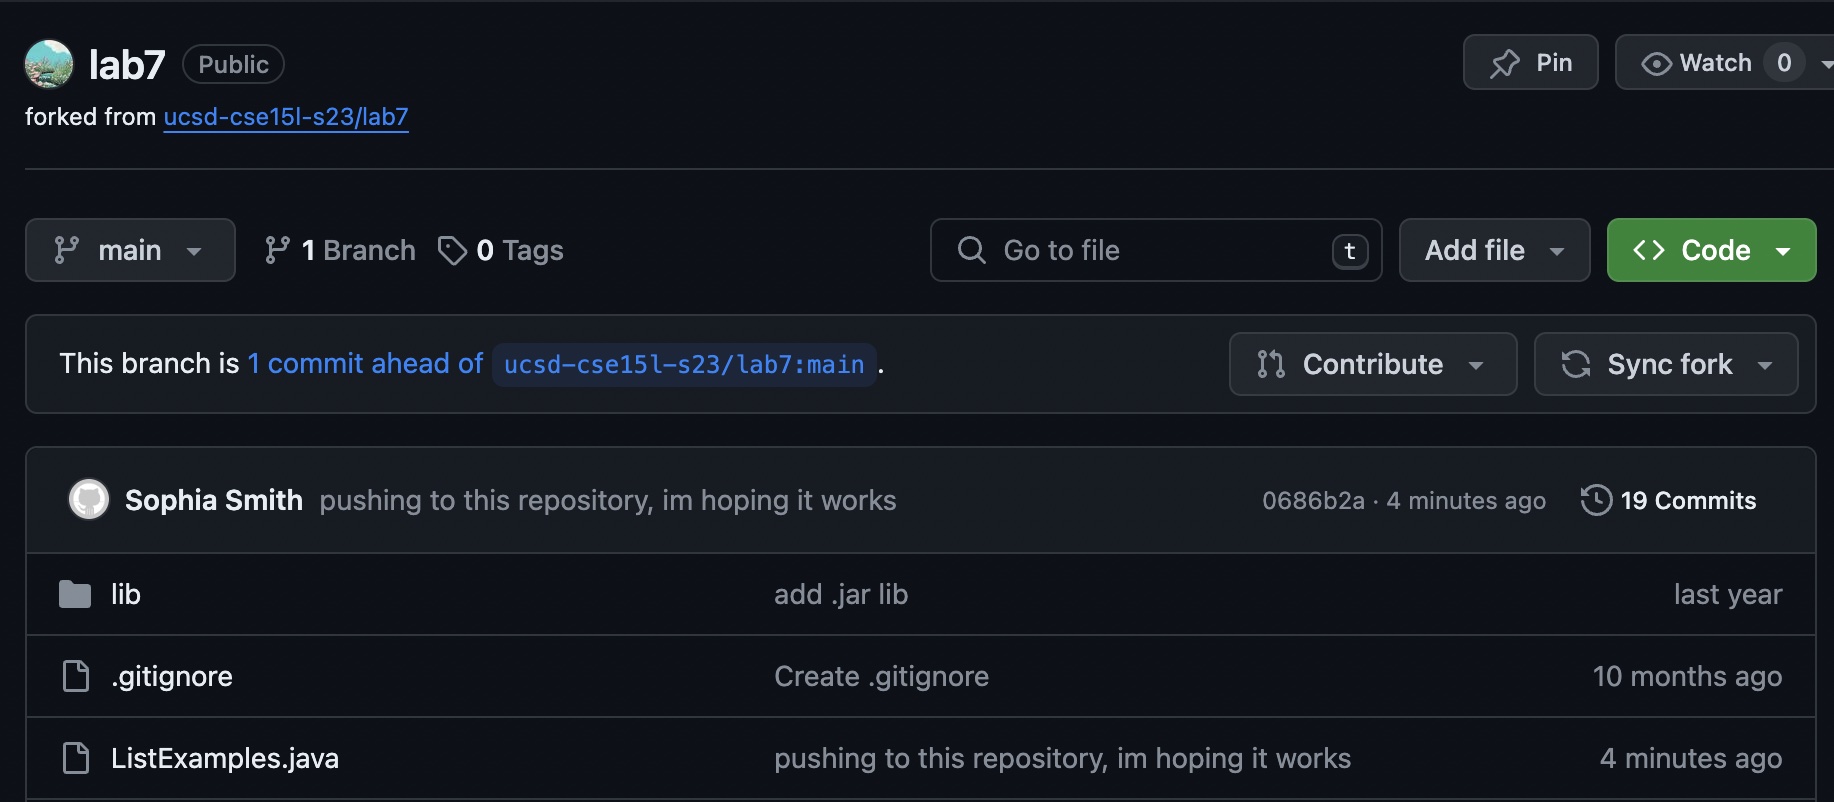 lab7 Public Pin Watch 0
forked from ucsd-cse15l-s23/lab7
main 1 Branch 0 Tags Go to file t Add file Code
This branch is 1 commit ahead of ucsd-cse15l-s23/lab7:main .
Contribute Sync fork
Sophia Smith pushing to this repository, im hoping it works 0686b2a · 4 minutes ago 19 Commits
lib add .jar lib last year
.gitignore Create .gitignore 10 months ago
ListExamples.java pushing to this repository, im hoping it works 4 minutes ago